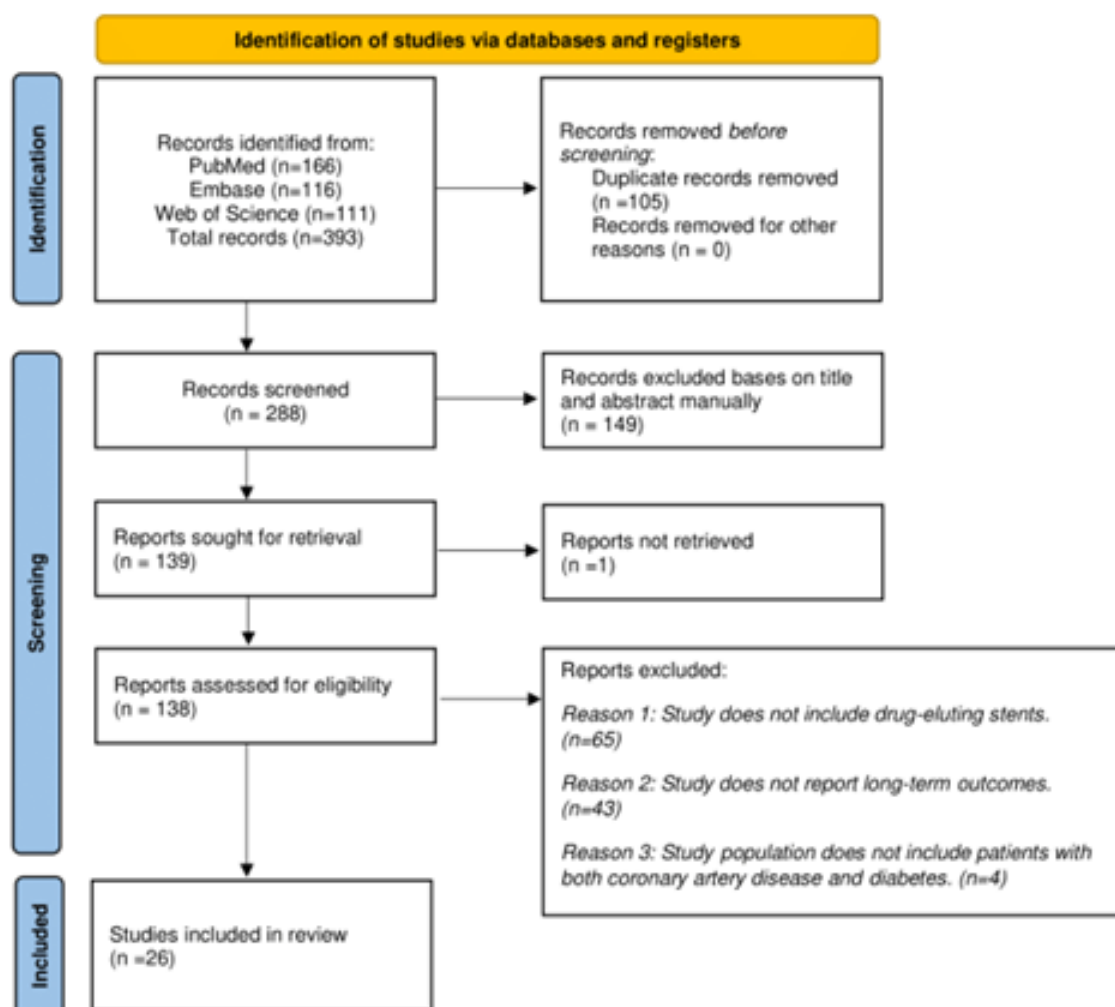 Identification of studies via databases and registers
Identification
Records identified from:
PubMed (n=166)
Embase (n=116)
Web of Science (n=111)
Total records (n=393)
Records removed before
screening:
Duplicate records removed
(n =105)
Records removed for other
reasons (n = 0)
Screening
Records screened
(n = 288)
Records excluded bases on title
and abstract manually
(n = 149)
Reports sought for retrieval
(n = 139)
Reports not retrieved
(n =1)
Reports assessed for eligibility
(n = 138)
Reports excluded:
Reason 1: Study does not include drug-eluting stents.
(n=65)
Reason 2: Study does not report long-term outcomes.
(n=43)
Reason 3: Study population does not include patients with
both coronary artery disease and diabetes. (n=4)
Included
Studies included in review
(n =26)